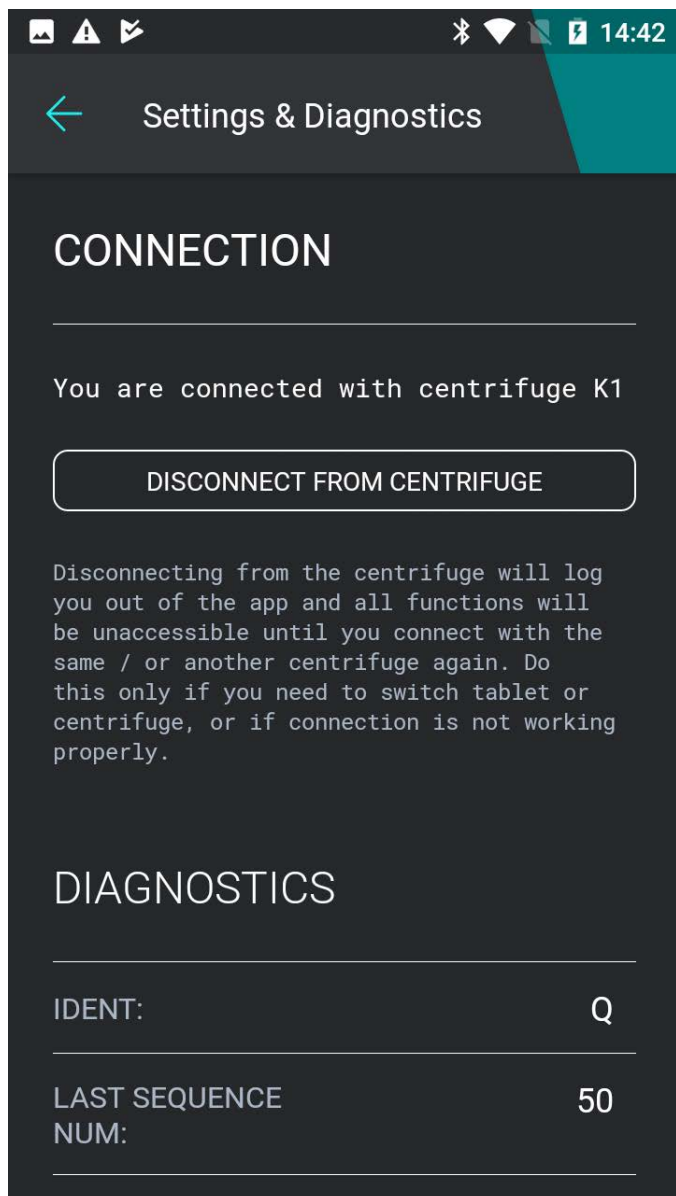 14:42
Settings & Diagnostics
CONNECTION
You are connected with centrifuge K1
DISCONNECT FROM CENTRIFUGE
Disconnecting from the centrifuge will log
you out of the app and all functions will
be unaccessible until you connect with the
same / or another centrifuge again. Do
this only if you need to switch tablet or
centrifuge, or if connection is not working
properly.
DIAGNOSTICS
IDENT: Q
LAST SEQUENCE 50
NUM: